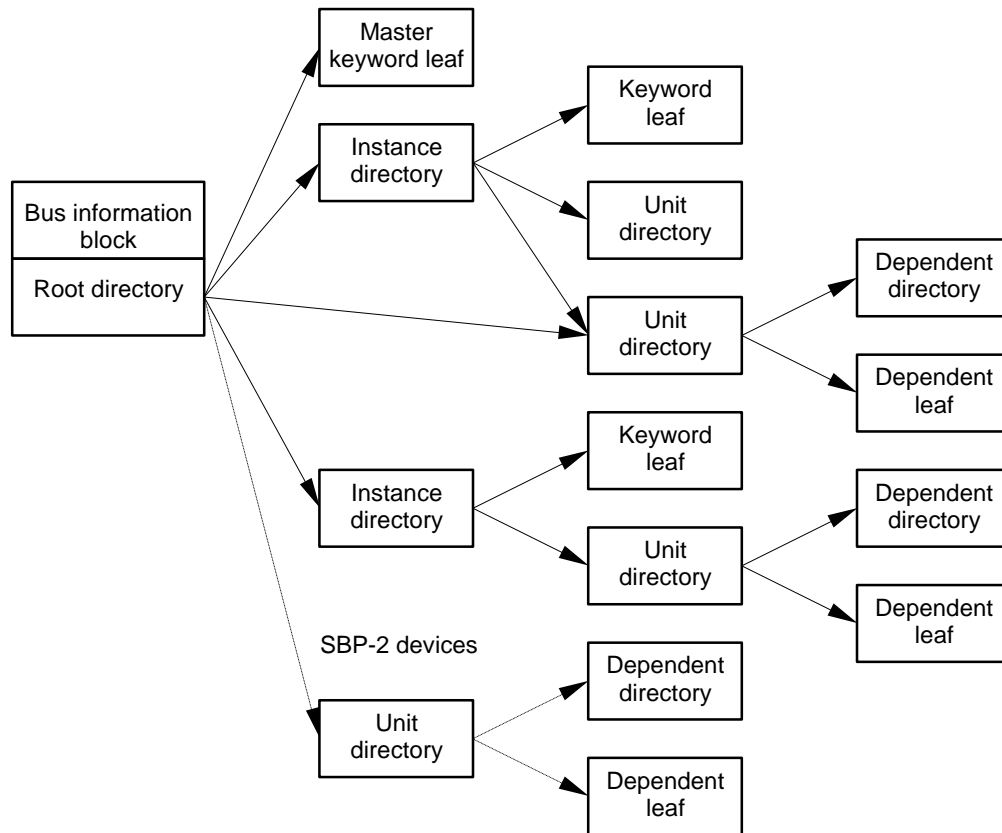 Master
keyword leaf
Keyword
leaf
Instance
directory
Bus information
block
Unit
directory
Root directory
Dependent
directory
Unit
directory
Dependent
leaf
Keyword
leaf
Instance
directory
Dependent
directory
Unit
directory
Dependent
leaf
SBP-2 devices
Dependent
directory
Unit
directory
Dependent
leaf